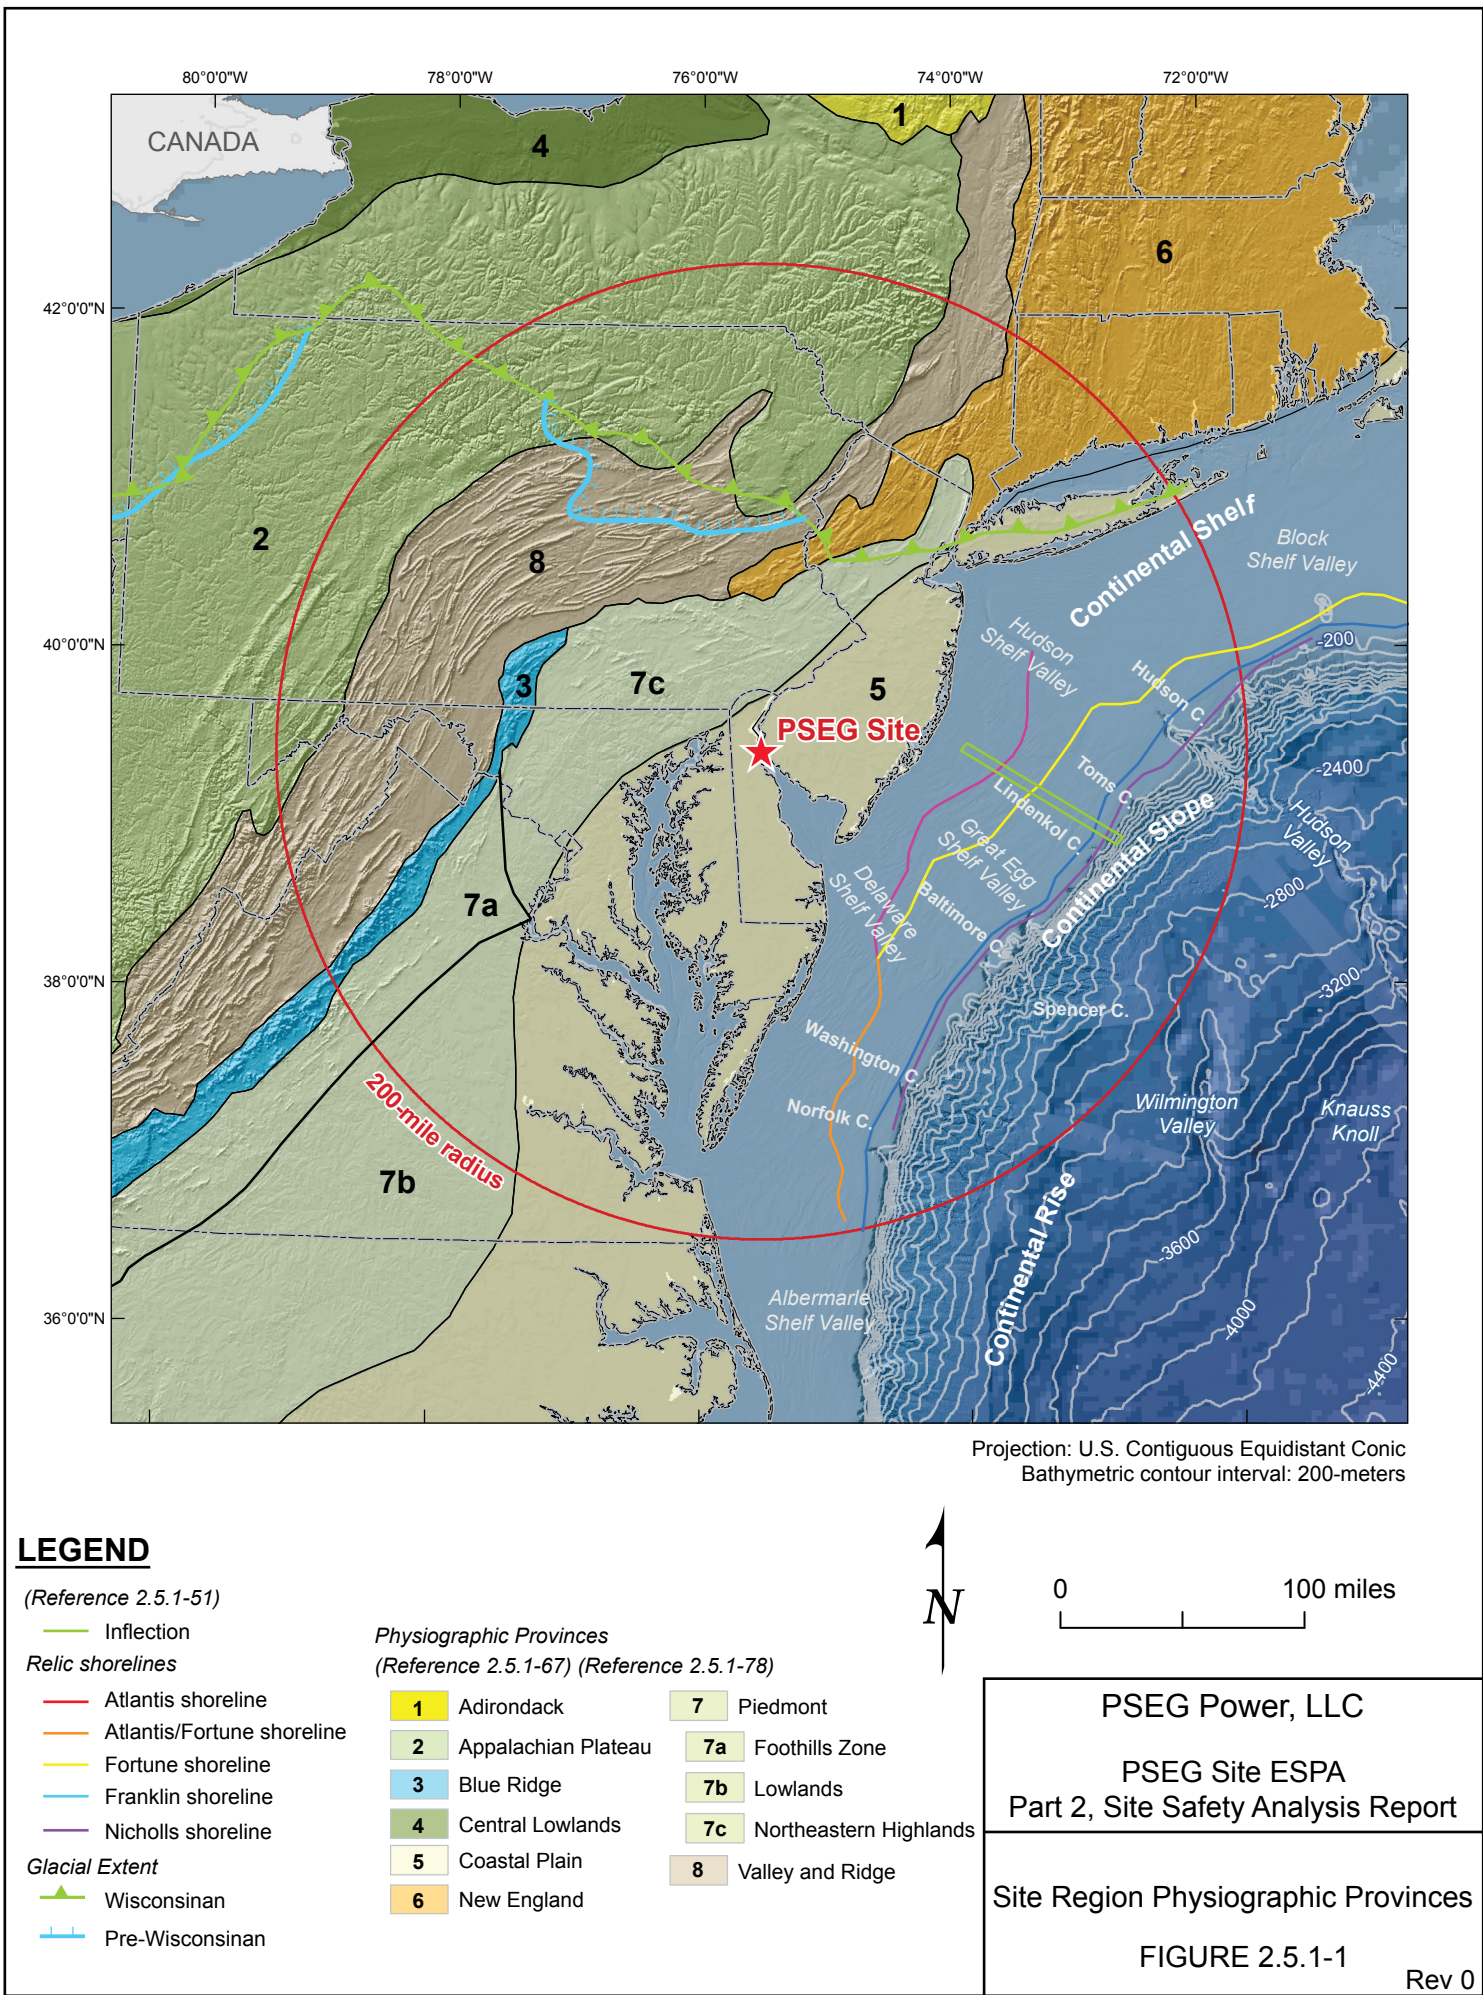 80°0'0"W
78°0'0"W
76°0'0"W
74°0'0"W
72°0'0"W
CANADA
4
1
6
42°0'0"N
2
8
Continental Shelf
Block
Shelf Valley
40°0'0"N
Hudson
Shelf Valley
-200
Hudson C.
3
7c
5
PSEG Site
Toms C.
-2400
Lindenkol C.
Hudson
Valley
Great Egg
Shelf Valley
Continental Slope
Delaware
Shelf Valley
Baltimore C.
-2800
7a
38°0'0"N
-3200
Spencer C.
Washington C.
Norfolk C.
Wilmington
Valley
Knauss
Knoll
200-mile radius
7b
Continental Rise
-3600
36°0'0"N
Albermarle
Shelf Valley
-4000
-4400
Projection: U.S. Contiguous Equidistant Conic
Bathymetric contour interval: 200-meters
LEGEND
(Reference 2.5.1-51)
Inflection
Relic shorelines
Atlantis shoreline
Atlantis/Fortune shoreline
Fortune shoreline
Franklin shoreline
Nicholls shoreline
Glacial Extent
Wisconsinan
Pre-Wisconsinan
Physiographic Provinces
(Reference 2.5.1-67) (Reference 2.5.1-78)
1 Adirondack
2 Appalachian Plateau
3 Blue Ridge
4 Central Lowlands
5 Coastal Plain
6 New England
7 Piedmont
7a Foothills Zone
7b Lowlands
7c Northeastern Highlands
8 Valley and Ridge
N
0 100 miles
PSEG Power, LLC
PSEG Site ESPA
Part 2, Site Safety Analysis Report
Site Region Physiographic Provinces
FIGURE 2.5.1-1
Rev 0